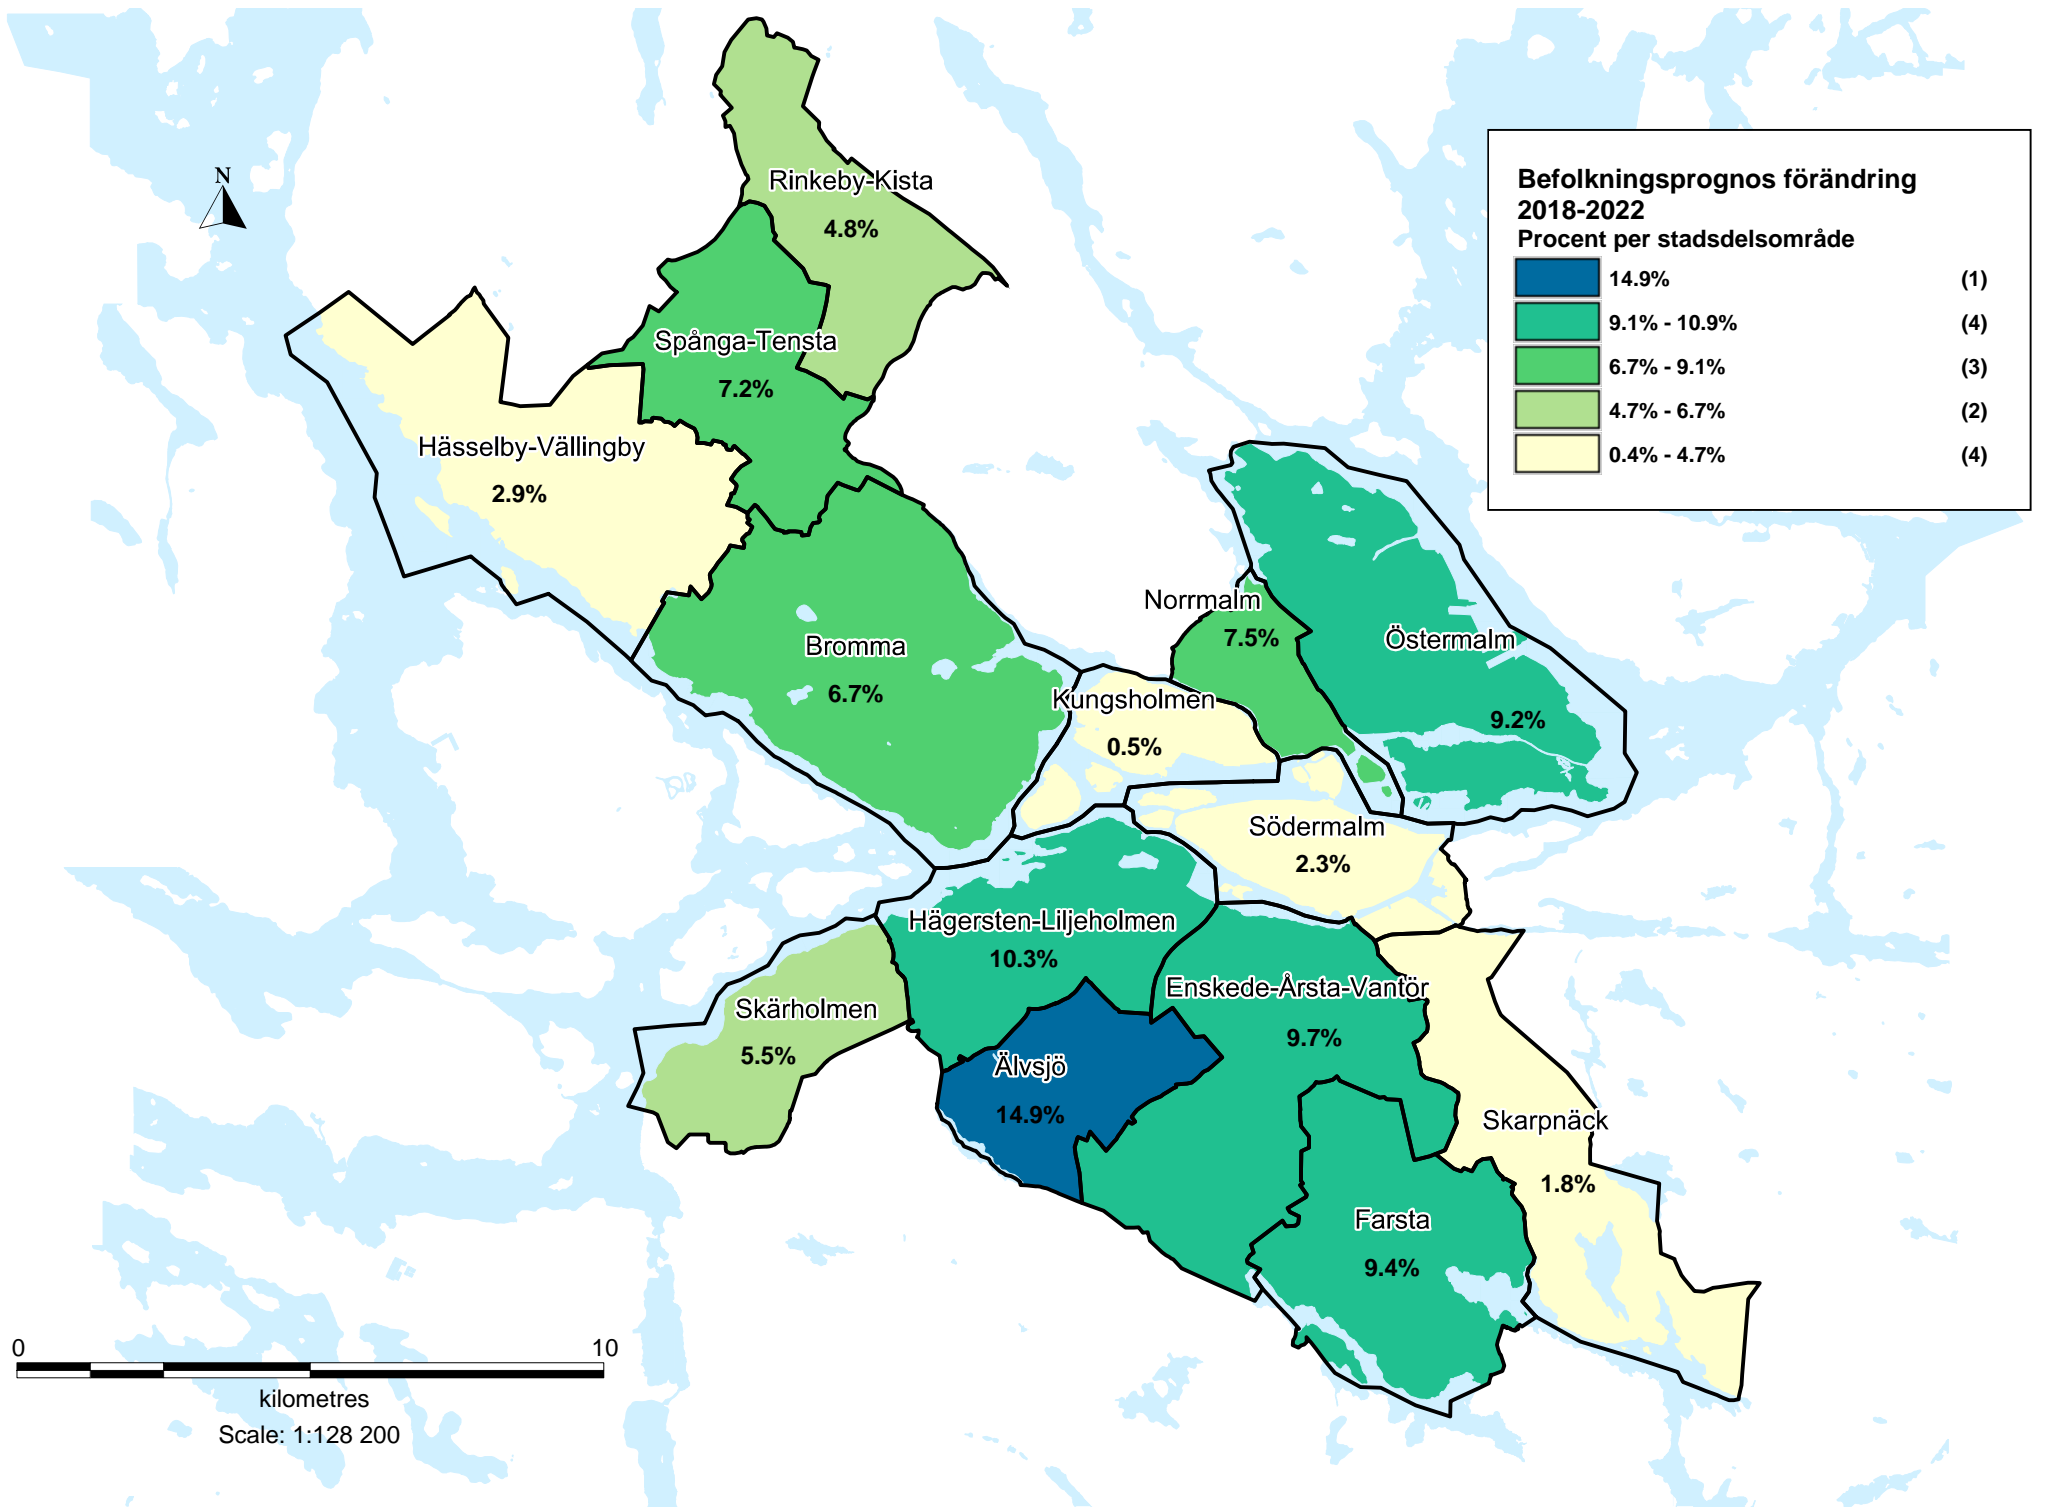 N
Befolkningsprognos förändring
2018-2022
Procent per stadsdelsområde
14.9% (1)
9.1% - 10.9% (4)
6.7% - 9.1% (3)
4.7% - 6.7% (2)
0.4% - 4.7% (4)
Rinkeby-Kista
4.8%
Spånga-Tensta
7.2%
Hässelby-Vällingby
2.9%
Bromma
6.7%
Norrmalm
7.5%
Östermalm
9.2%
Kungsholmen
0.5%
Södermalm
2.3%
Hägersten-Liljeholmen
10.3%
Enskede-Årsta-Vantör
9.7%
Skärholmen
5.5%
Älvsjö
14.9%
Skarpnäck
1.8%
Farsta
9.4%
0 10
kilometres
Scale: 1:128 200